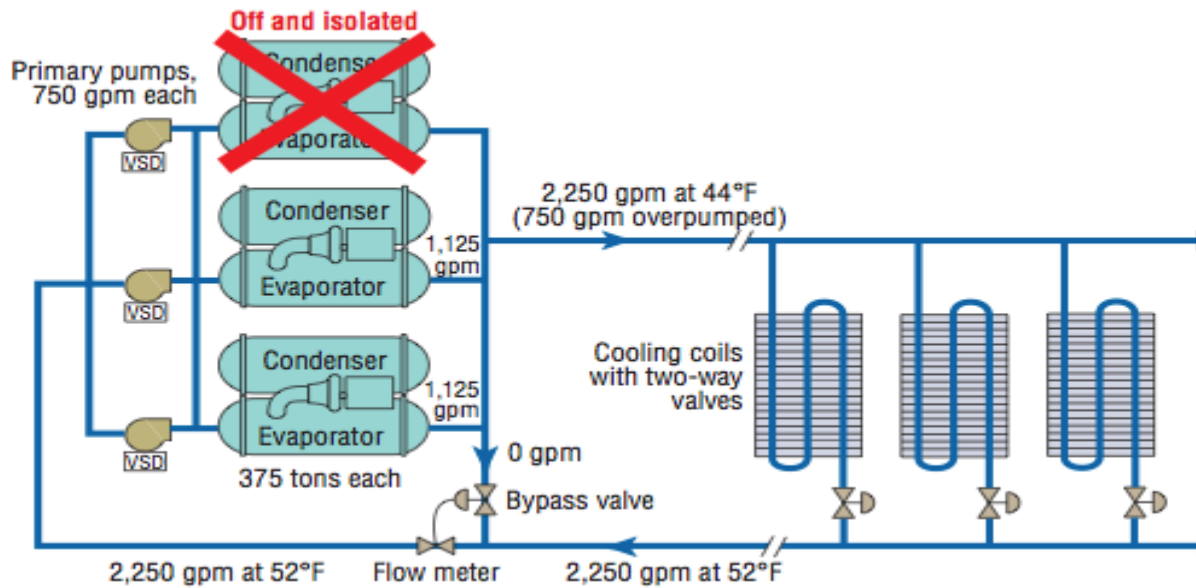 Off and isolated
Condenser
Primary pumps,
750 gpm each
Evaporator
VSD
2,250 gpm at 44°F
(750 gpm overpumped)
Condenser
1,125
gpm
Evaporator
VSD
Cooling coils
with two-way
valves
Condenser
1,125
gpm
Evaporator
VSD
375 tons each
0 gpm
Bypass valve
2,250 gpm at 52°F
Flow meter
2,250 gpm at 52°F